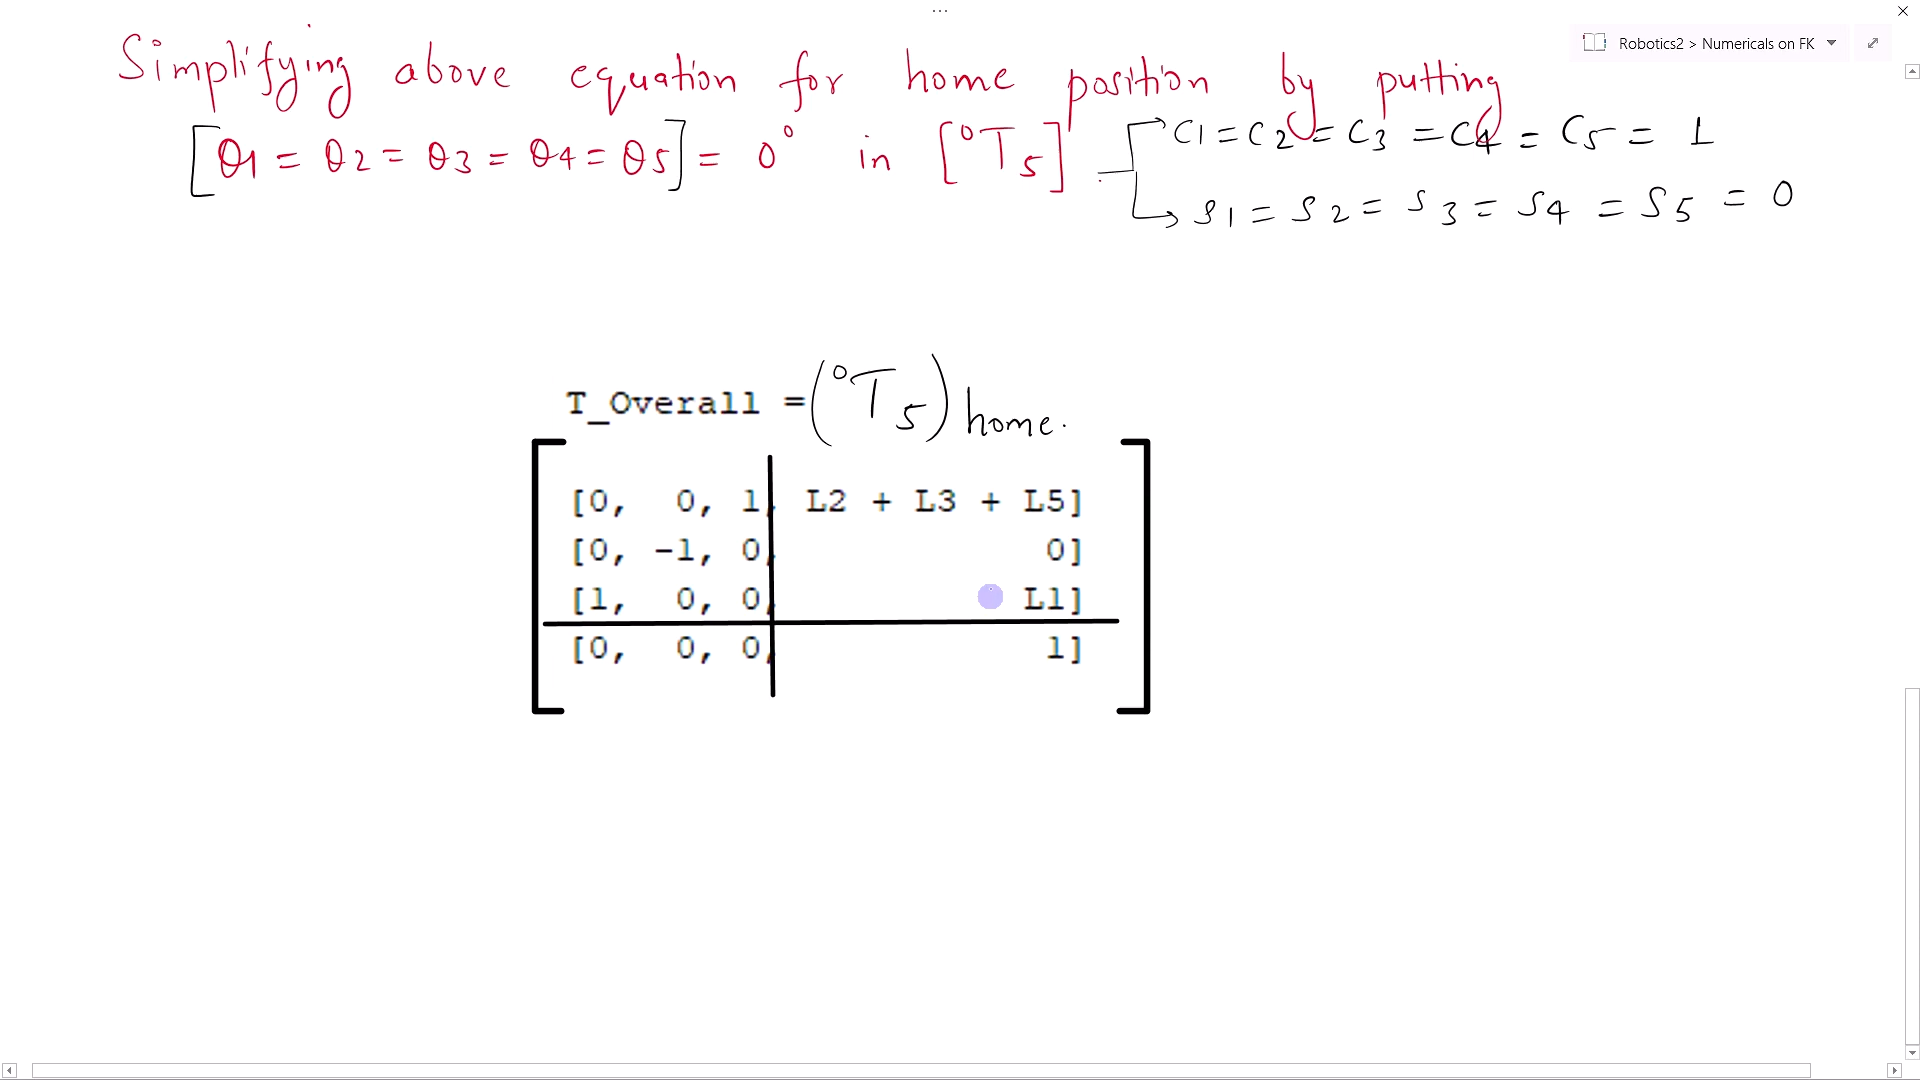 Robotics2 > Numericals on FK
Simplifying above equation for home position by putting
[θ1 = θ2 = θ3 = θ4 = θ5] = 0° in [⁰T₅]
C1 = C2 = C3 = C4 = C5 = 1
S1 = S2 = S3 = S4 = S5 = 0
T_Overall = (⁰T₅) home.
[0, 0, 1, L2 + L3 + L5]
[0, -1, 0, 0]
[1, 0, 0, L1]
[0, 0, 0, 1]